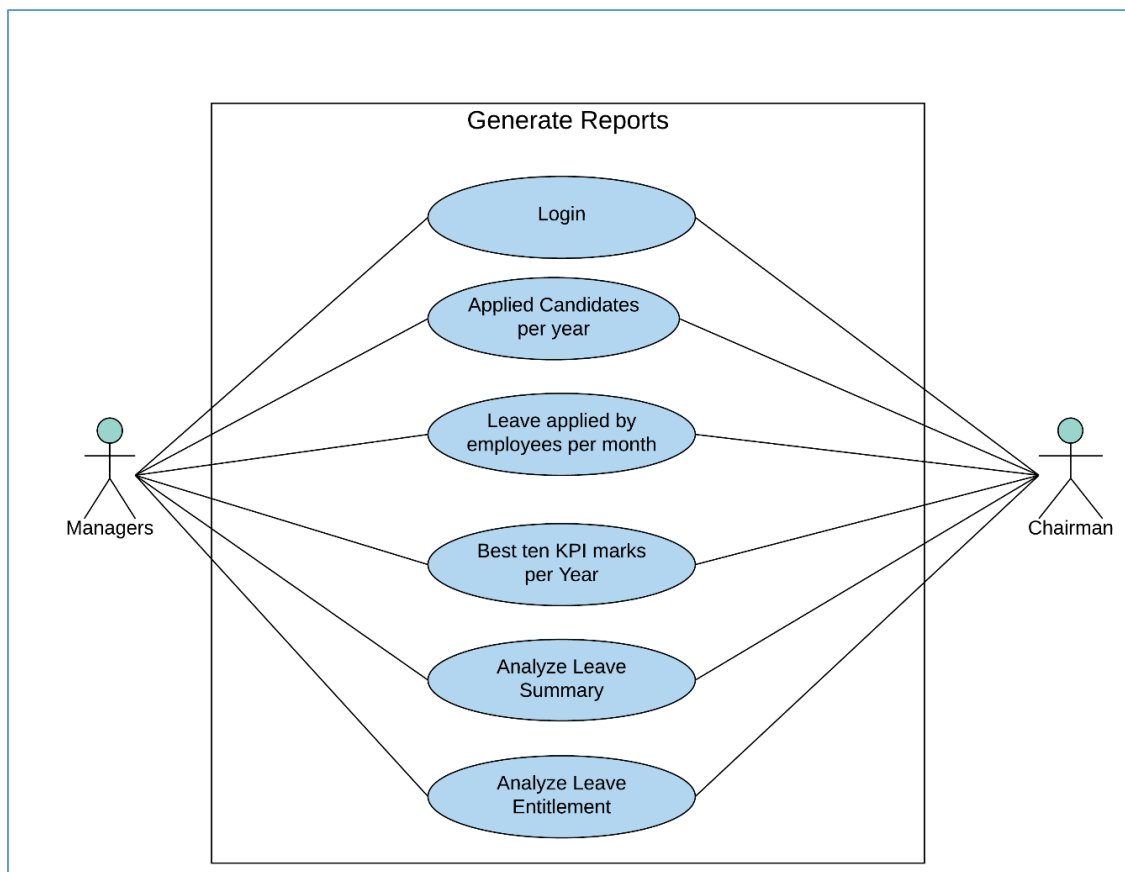 Generate Reports
Login
Applied Candidates
per year
Leave applied by
employees per month
Managers
Chairman
Best ten KPI marks
per Year
Analyze Leave
Summary
Analyze Leave
Entitlement